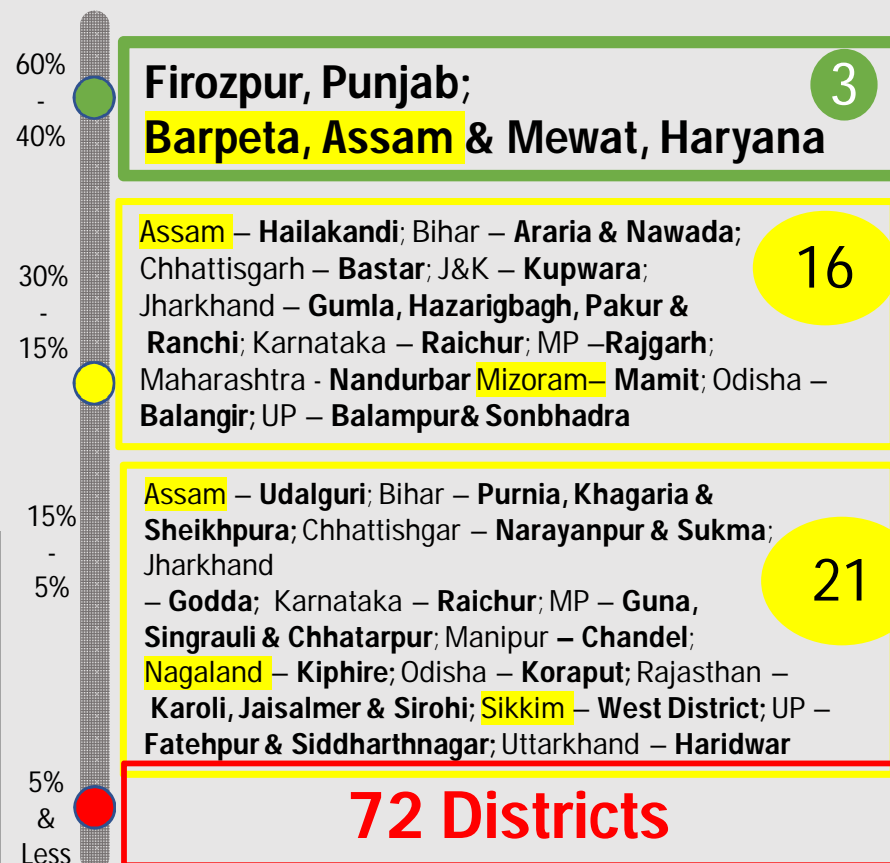 60%
-
40%
Firozpur, Punjab;
3
Barpeta, Assam & Mewat, Haryana
30%
-
15%
Assam – Hailakandi; Bihar – Araria & Nawada;
Chhattisgarh – Bastar; J&K – Kupwara;
16
Jharkhand – Gumla, Hazarigbagh, Pakur &
Ranchi; Karnataka – Raichur; MP –Rajgarh;
Maharashtra - Nandurbar Mizoram– Mamit; Odisha –
Balangir; UP – Balampur& Sonbhadra
15%
-
5%
Assam – Udalguri; Bihar – Purnia, Khagaria &
Sheikhpura; Chhattishgar – Narayanpur & Sukma;
Jharkhand
21
– Godda; Karnataka – Raichur; MP – Guna,
Singrauli & Chhatarpur; Manipur – Chandel;
Nagaland – Kiphire; Odisha – Koraput; Rajasthan –
Karoli, Jaisalmer & Sirohi; Sikkim – West District; UP –
Fatehpur & Siddharthnagar; Uttarakhand – Haridwar
5%
&
Less
72 Districts